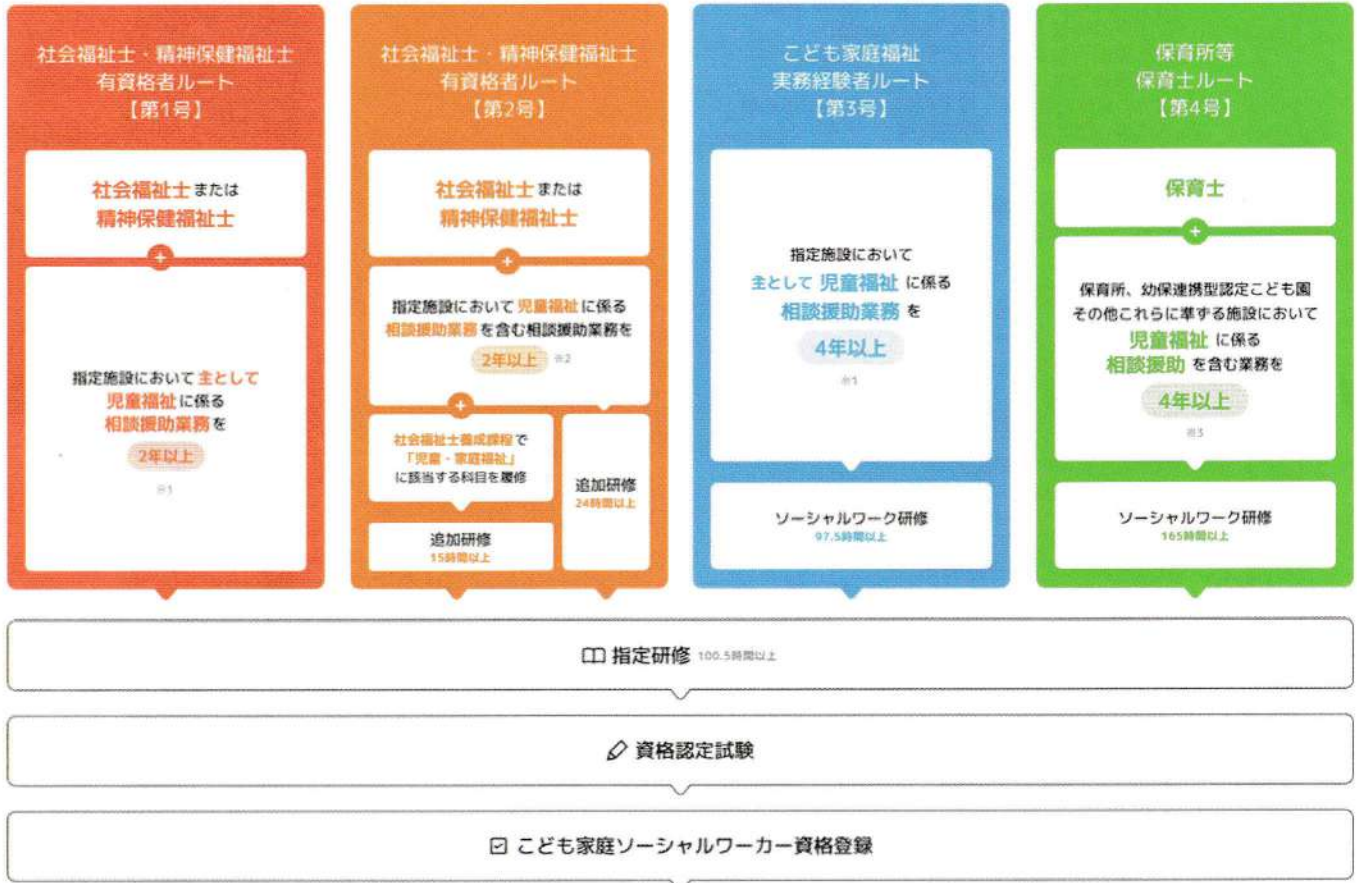 社会福祉士・精神保健福祉士
有資格者ルート
【第1号】
社会福祉士 または
精神保健福祉士
+
指定施設において 主として
児童福祉 に係る
相談援助業務 を
2年以上
※1
社会福祉士・精神保健福祉士
有資格者ルート
【第2号】
社会福祉士 または
精神保健福祉士
+
指定施設において 児童福祉 に係る
相談援助業務 を含む相談援助業務を
2年以上 ※2
+
社会福祉士養成課程 で
「児童・家庭福祉」
に該当する科目を履修
追加研修
15時間以上
追加研修
24時間以上
こども家庭福祉
実務経験者ルート
【第3号】
指定施設において
主として 児童福祉 に係る
相談援助業務 を
4年以上
※1
ソーシャルワーク研修
97.5時間以上
保育所等
保育士ルート
【第4号】
保育士
+
保育所、幼保連携型認定こども園
その他これらに準ずる施設において
児童福祉 に係る
相談援助 を含む業務を
4年以上
※3
ソーシャルワーク研修
165時間以上
指定研修 100.5時間以上
資格認定試験
こども家庭ソーシャルワーカー資格登録